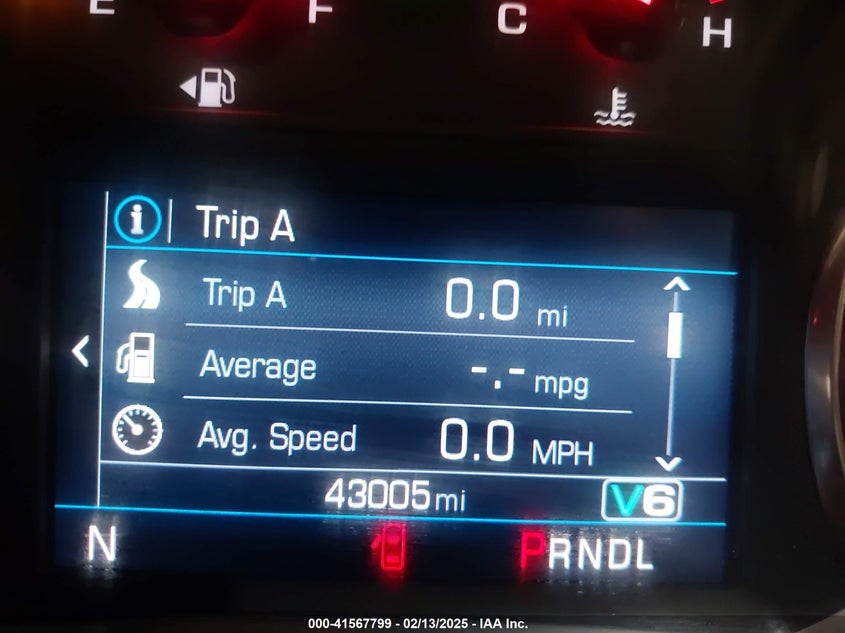 E F C H
i Trip A
Trip A 0.0 mi
Average -.- mpg
Avg. Speed 0.0 MPH
43005 mi V6
N PRNDL
000-41567799 - 02/13/2025 - IAA Inc.